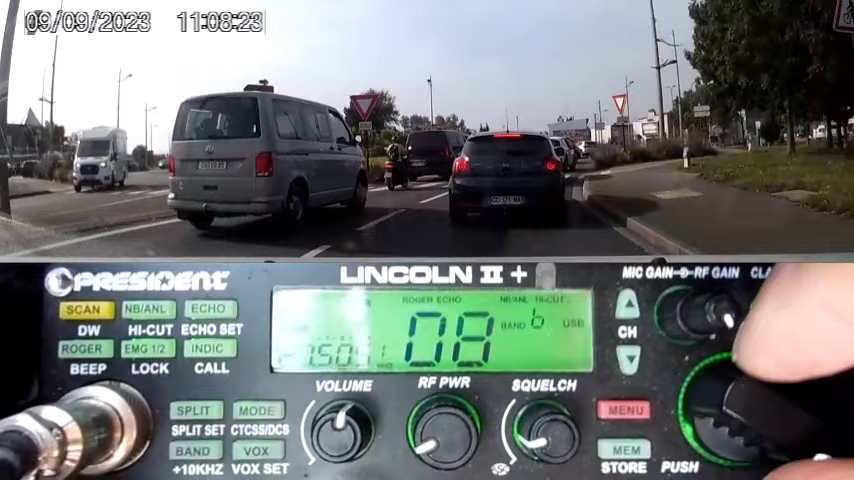 09/09/2023 11:08:23
PRESIDENT
LINCOLN II +
MIC GAIN RF GAIN CLA
SCAN NB/ANL ECHO
DW HI-CUT ECHO SET
ROGER EMG 1/2 INDIC
BEEP LOCK CALL
ROGER ECHO NB/ANL HI-CUT
08 BAND b USB
CH
VOLUME RF PWR SQUELCH
SPLIT MODE
SPLIT SET CTCSS/DCS
BAND VOX
+10KHZ VOX SET
MENU
MEM
STORE PUSH